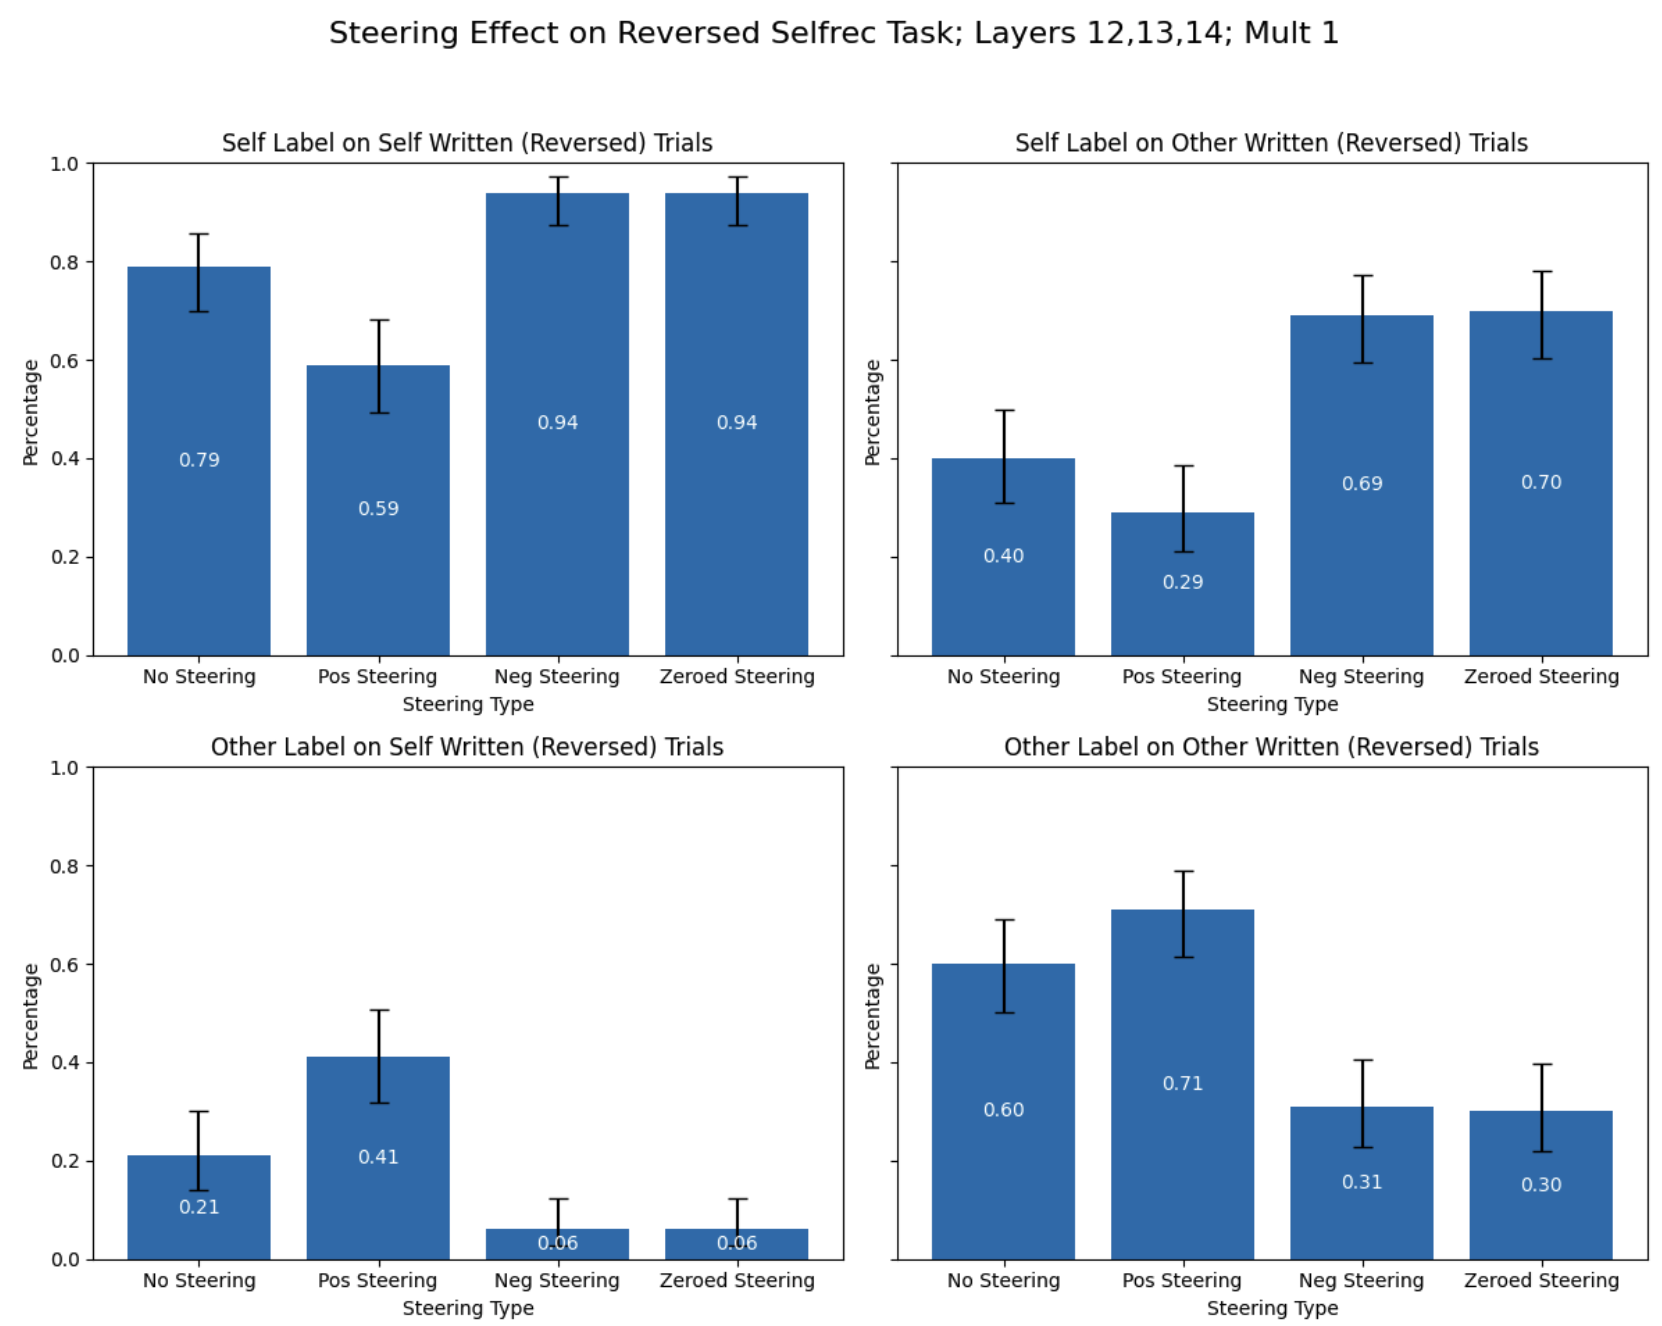 Steering Effect on Reversed Selfrec Task; Layers 12,13,14; Mult 1
Self Label on Self Written (Reversed) Trials
1.0
0.8
0.6
0.4
0.2
0.0
Percentage
0.79
0.59
0.94
0.94
No Steering Pos Steering Neg Steering Zeroed Steering
Steering Type
Self Label on Other Written (Reversed) Trials
Percentage
0.40
0.29
0.69
0.70
No Steering Pos Steering Neg Steering Zeroed Steering
Steering Type
Other Label on Self Written (Reversed) Trials
1.0
0.8
0.6
0.4
0.2
0.0
Percentage
0.21
0.41
0.06
0.06
No Steering Pos Steering Neg Steering Zeroed Steering
Steering Type
Other Label on Other Written (Reversed) Trials
Percentage
0.60
0.71
0.31
0.30
No Steering Pos Steering Neg Steering Zeroed Steering
Steering Type